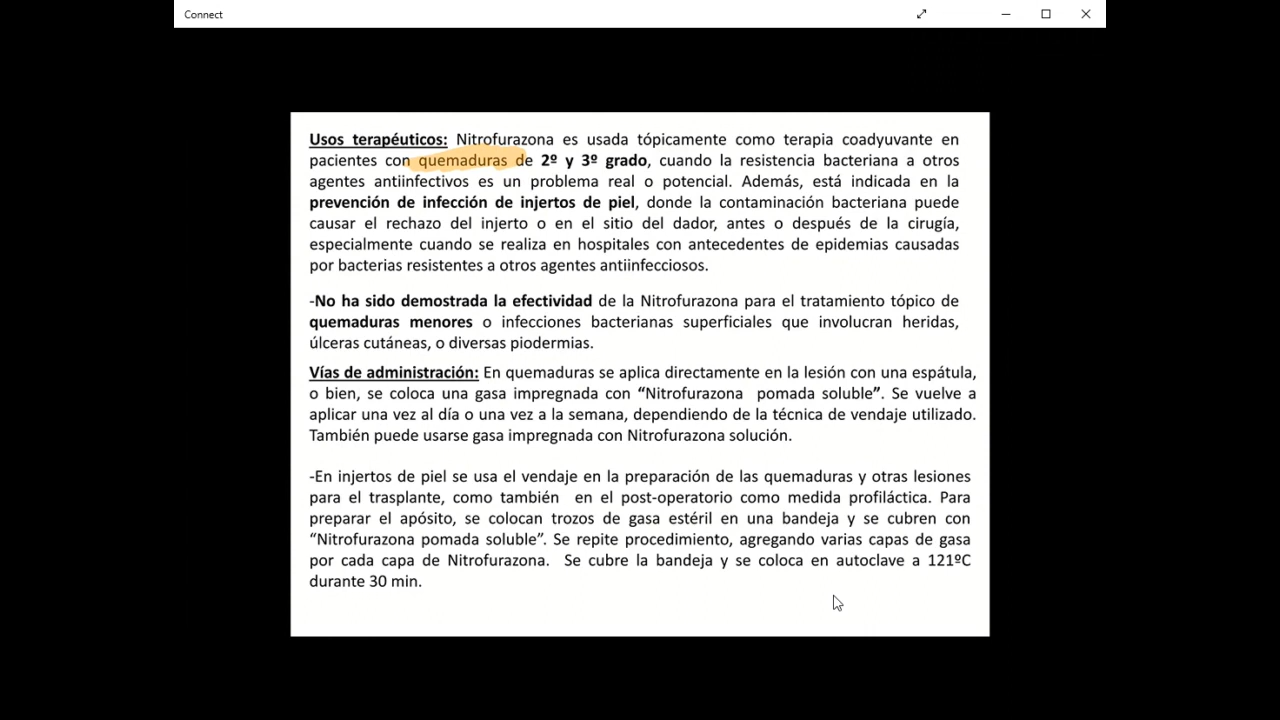 Connect
Usos terapéuticos: Nitrofurazona es usada tópicamente como terapia coadyuvante en
pacientes con quemaduras de 2º y 3º grado, cuando la resistencia bacteriana a otros
agentes antiinfectivos es un problema real o potencial. Además, está indicada en la
prevención de infección de injertos de piel, donde la contaminación bacteriana puede
causar el rechazo del injerto o en el sitio del dador, antes o después de la cirugía,
especialmente cuando se realiza en hospitales con antecedentes de epidemias causadas
por bacterias resistentes a otros agentes antiinfecciosos.
-No ha sido demostrada la efectividad de la Nitrofurazona para el tratamiento tópico de
quemaduras menores o infecciones bacterianas superficiales que involucran heridas,
úlceras cutáneas, o diversas piodermias.
Vías de administración: En quemaduras se aplica directamente en la lesión con una espátula,
o bien, se coloca una gasa impregnada con “Nitrofurazona pomada soluble”. Se vuelve a
aplicar una vez al día o una vez a la semana, dependiendo de la técnica de vendaje utilizado.
También puede usarse gasa impregnada con Nitrofurazona solución.
-En injertos de piel se usa el vendaje en la preparación de las quemaduras y otras lesiones
para el trasplante, como también en el post-operatorio como medida profiláctica. Para
preparar el apósito, se colocan trozos de gasa estéril en una bandeja y se cubren con
“Nitrofurazona pomada soluble”. Se repite procedimiento, agregando varias capas de gasa
por cada capa de Nitrofurazona. Se cubre la bandeja y se coloca en autoclave a 121ºC
durante 30 min.